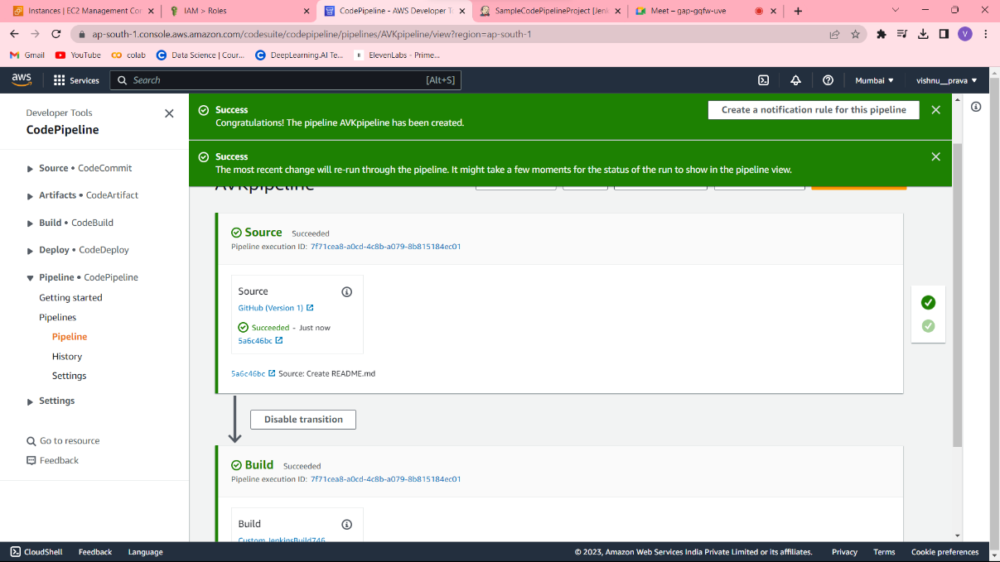 Instances | EC2 Management Con
IAM > Roles
CodePipeline - AWS Developer T
SampleCodePipelineProject [Jenk
Meet – gap-gqfw-uve
ap-south-1.console.aws.amazon.com/codesuite/codepipeline/pipelines/AVKpipeline/view?region=ap-south-1
V
Gmail
YouTube
colab
Data Science | Cour...
DeepLearning.AI Te...
ElevenLabs - Prime...
aws
Services
Search
[Alt+S]
Mumbai
vishnu__prava
Developer Tools
CodePipeline
Source • CodeCommit
Artifacts • CodeArtifact
Build • CodeBuild
Deploy • CodeDeploy
Pipeline • CodePipeline
Getting started
Pipelines
Pipeline
History
Settings
Settings
Go to resource
Feedback
Success
Congratulations! The pipeline AVKpipeline has been created.
Create a notification rule for this pipeline
Success
The most recent change will re-run through the pipeline. It might take a few moments for the status of the run to show in the pipeline view.
AVKpipeline
Source Succeeded
Pipeline execution ID: 7f71cea8-a0cd-4c8b-a079-8b815184ec01
Source
GitHub (Version 1)
Succeeded - Just now
5a6c46bc
5a6c46bc Source: Create README.md
Disable transition
Build Succeeded
Pipeline execution ID: 7f71cea8-a0cd-4c8b-a079-8b815184ec01
Build
Custom JenkinsBuild746
CloudShell
Feedback
Language
© 2023, Amazon Web Services India Private Limited or its affiliates.
Privacy
Terms
Cookie preferences